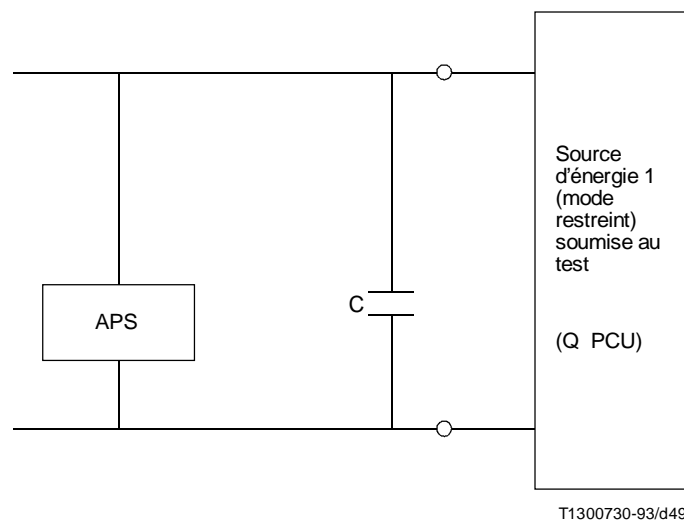 Source
d'énergie 1
(mode
restreint)
soumise au
test
C
APS
(Q PCU)
T1300730-93/d49